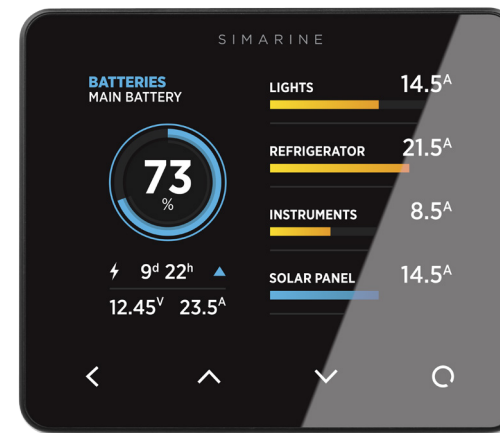 SIMARINE
BATTERIES
MAIN BATTERY
73
%
9d 22h
12.45V 23.5A
LIGHTS 14.5A
REFRIGERATOR 21.5A
INSTRUMENTS 8.5A
SOLAR PANEL 14.5A